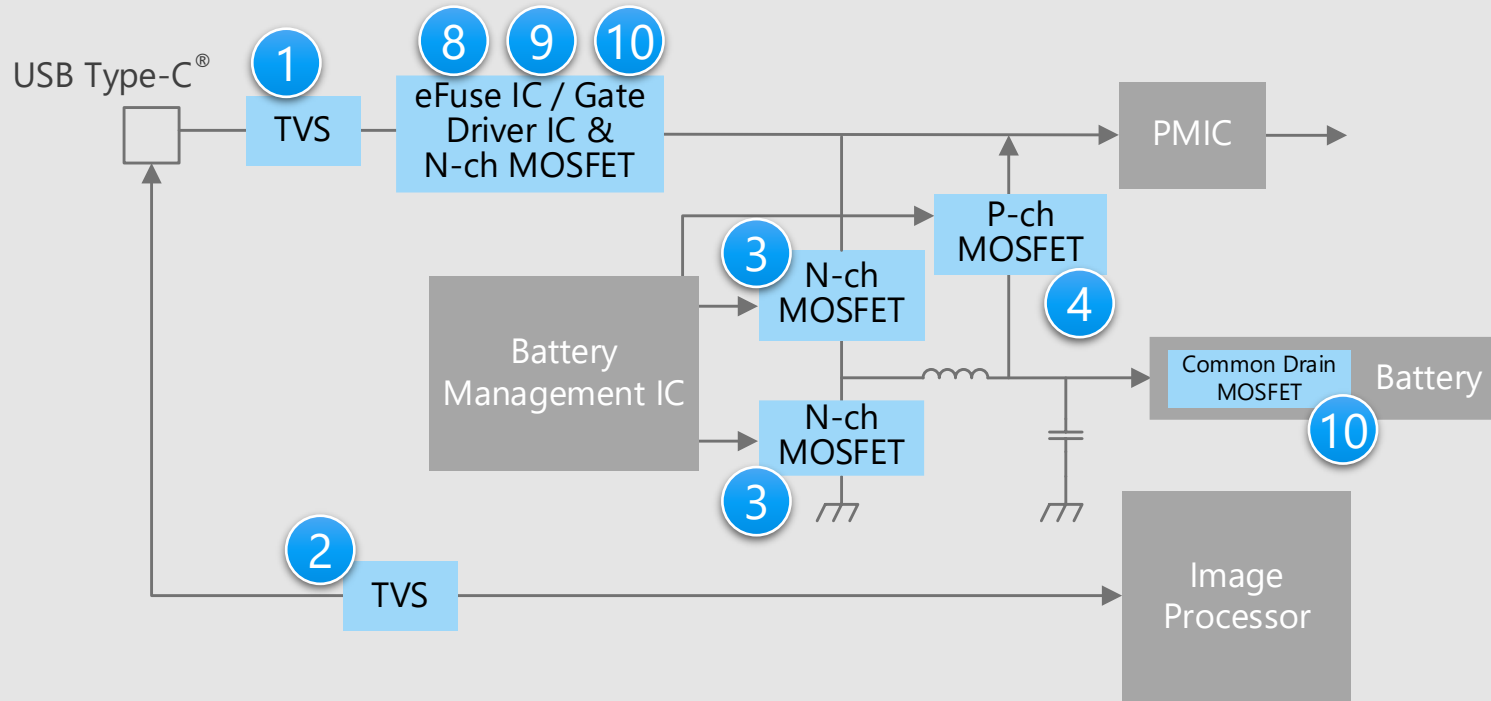 USB Type-C®
1
TVS
8
9
10
eFuse IC / Gate
Driver IC &
N-ch MOSFET
PMIC
P-ch
MOSFET
4
3
N-ch
MOSFET
Battery
Management IC
Common Drain
MOSFET
Battery
10
N-ch
MOSFET
3
2
TVS
Image
Processor